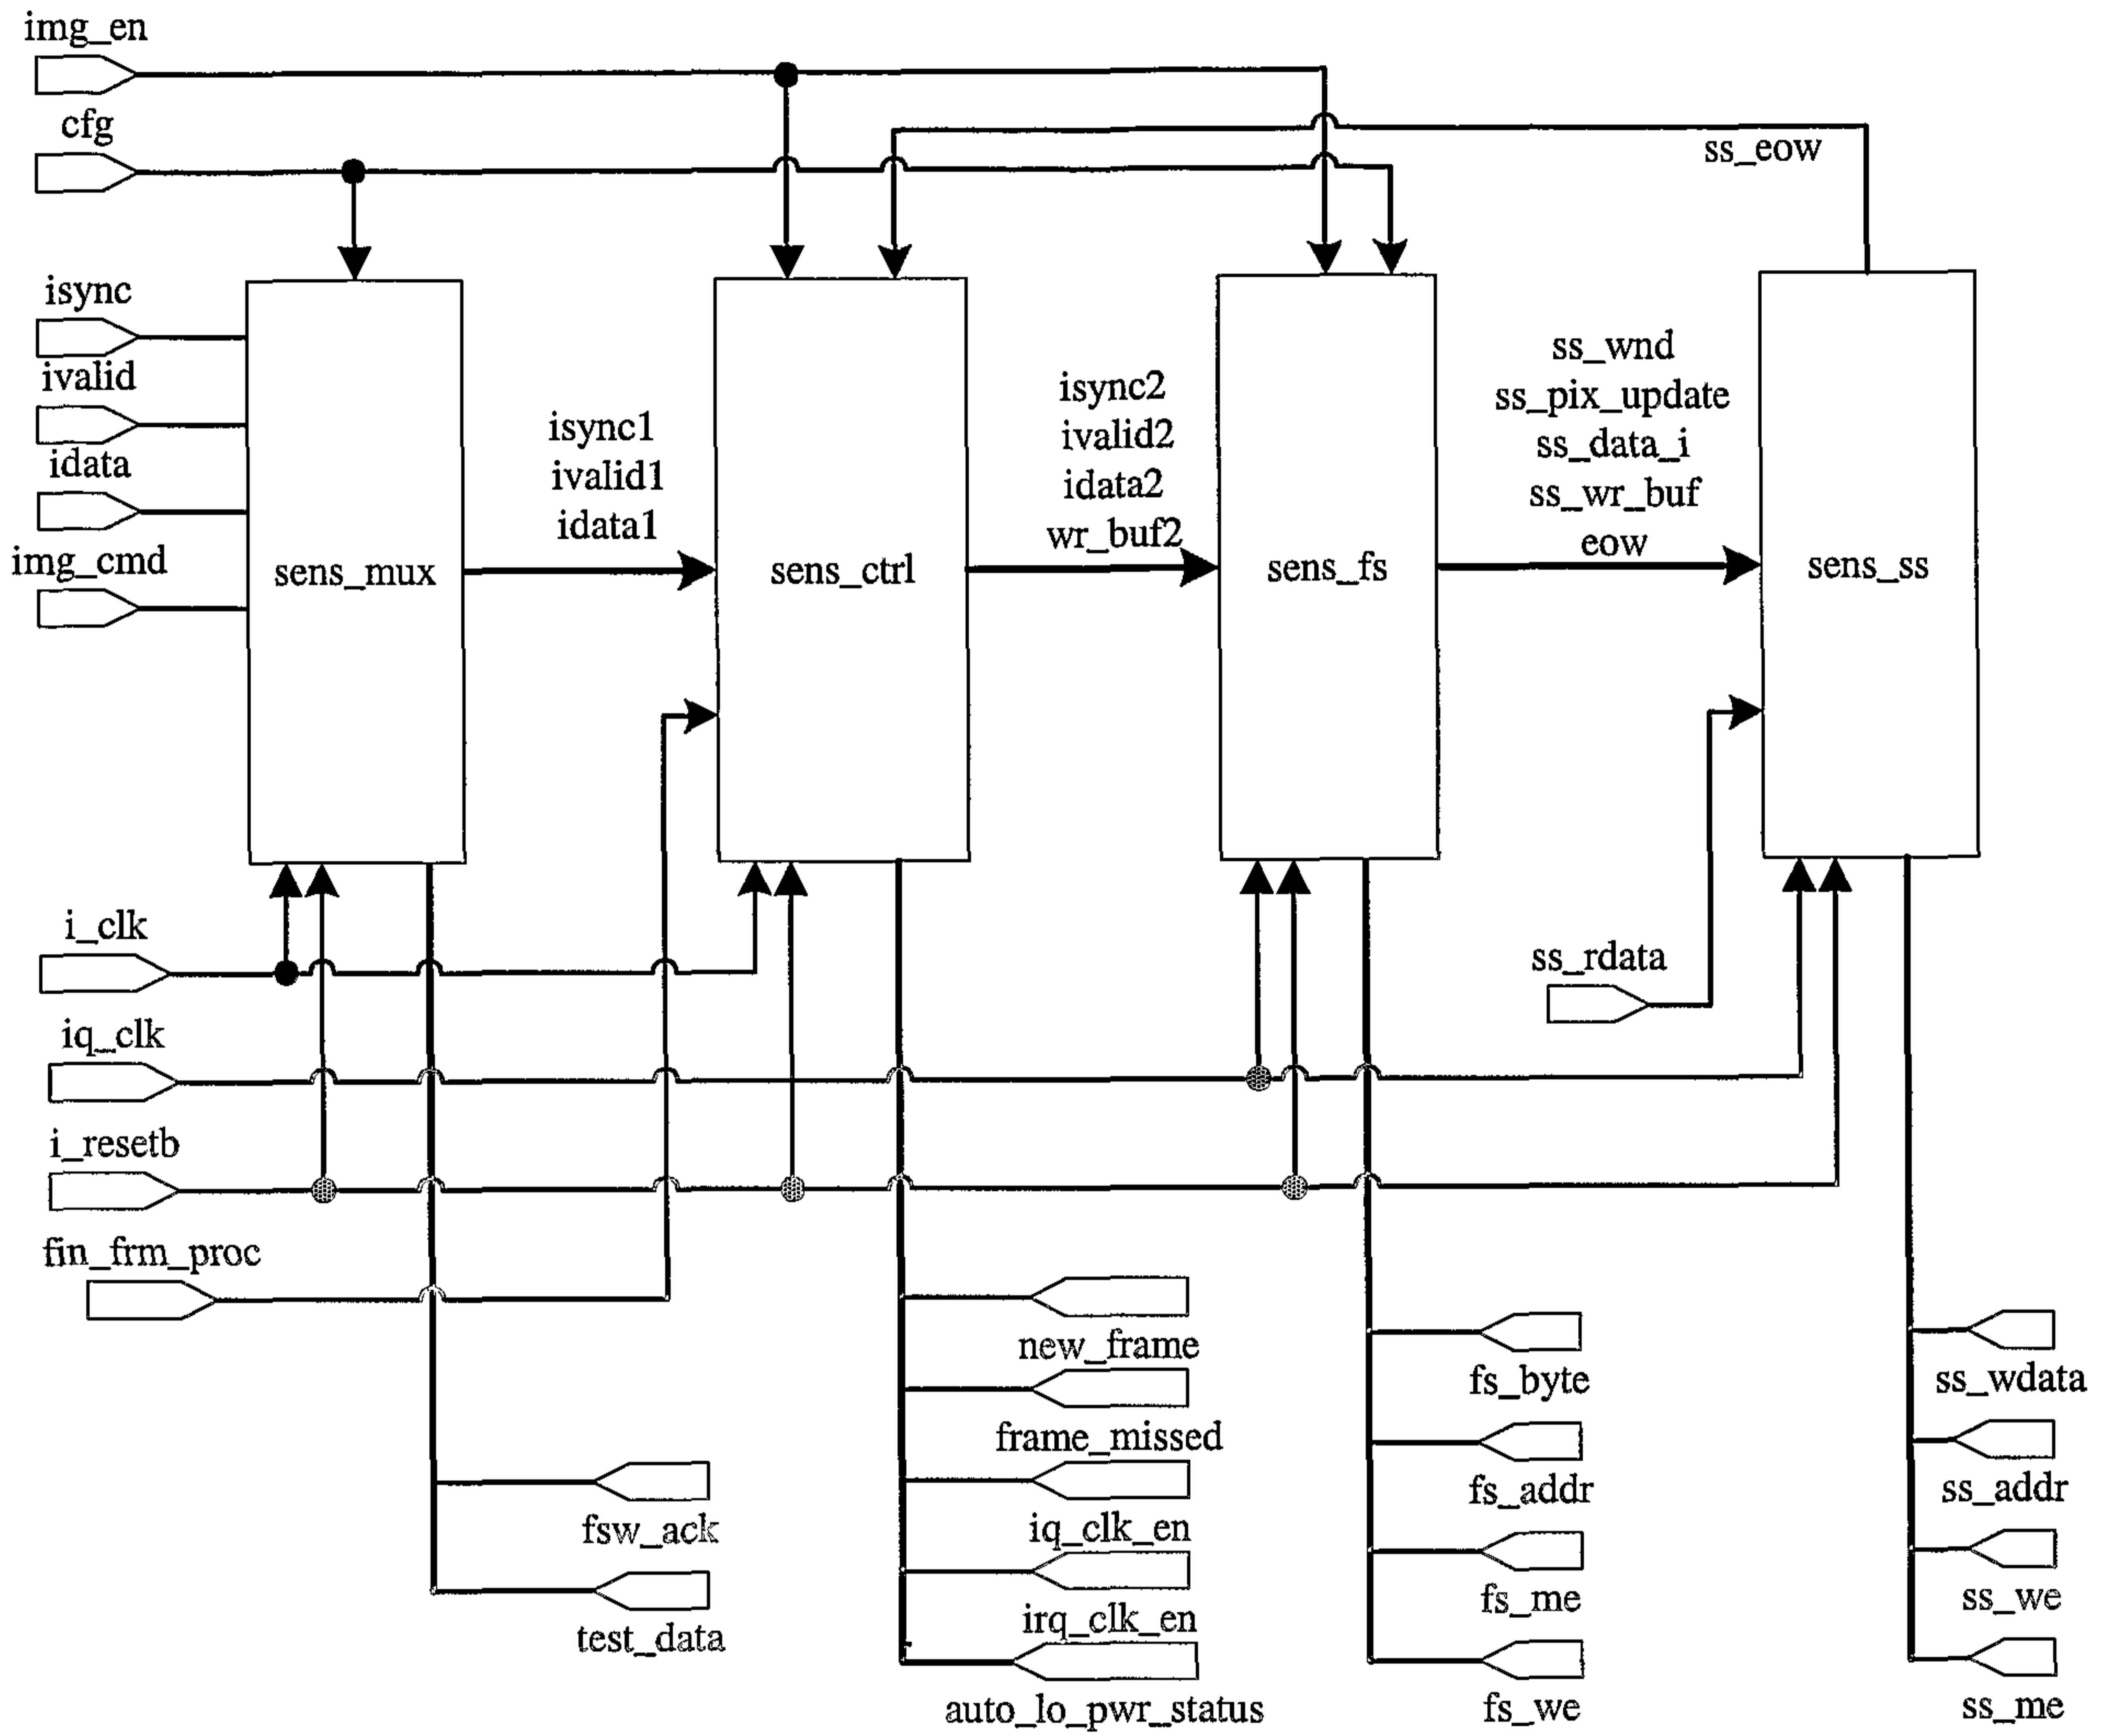 img_en
cfg
ss_eow
isync
ivalid
idata
img_cmd
sens_mux
isync1
ivalid1
idata1
sens_ctrl
isync2
ivalid2
idata2
wr_buf2
sens_fs
ss_wnd
ss_pix_update
ss_data_i
ss_wr_buf
eow
sens_ss
i_clk
iq_clk
i_resetb
fin_frm_proc
ss_rdata
fsw_ack
test_data
new_frame
frame_missed
iq_clk_en
irq_clk_en
auto_lo_pwr_status
fs_byte
fs_addr
fs_me
fs_we
ss_wdata
ss_addr
ss_we
ss_me